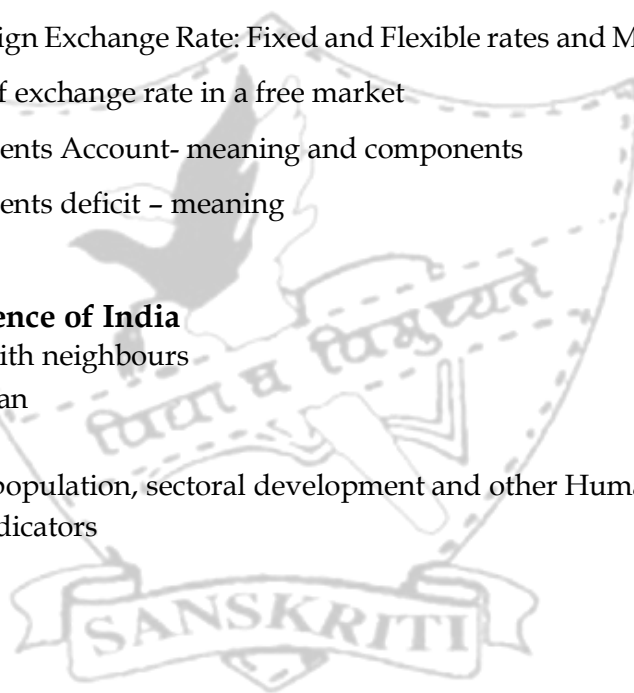 ign Exchange Rate: Fixed and Flexible rates and M
f exchange rate in a free market
ents Account- meaning and components
ents deficit – meaning
ence of India
ith neighbours
an
population, sectoral development and other Huma
dicators
SANSKRITI